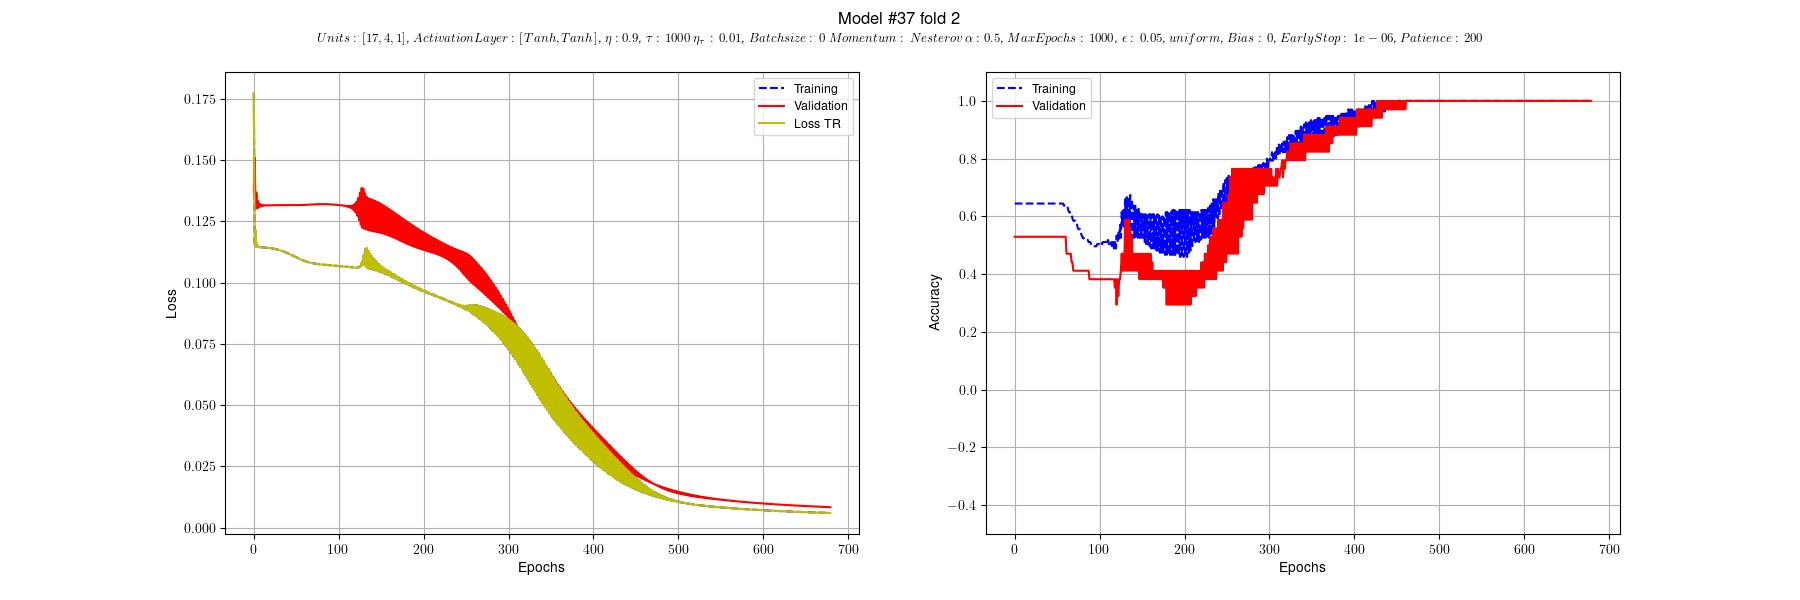 Model #37 fold 2
Units: [17, 4, 1], ActivationLayer: [Tanh, Tanh], η: 0.9, τ: 1000 η_τ: 0.01, Batchsize: 0 Momentum: Nesterov α: 0.5, MaxEpochs: 1000, ϵ: 0.05, uniform, Bias: 0, EarlyStop: 1e − 06, Patience: 200
Training
Validation
Loss TR
0.175
0.150
0.125
0.100
0.075
0.050
0.025
0.000
Loss
0
100
200
300
400
500
600
700
Epochs
Training
Validation
1.0
0.8
0.6
0.4
0.2
0.0
−0.2
−0.4
Accuracy
0
100
200
300
400
500
600
700
Epochs